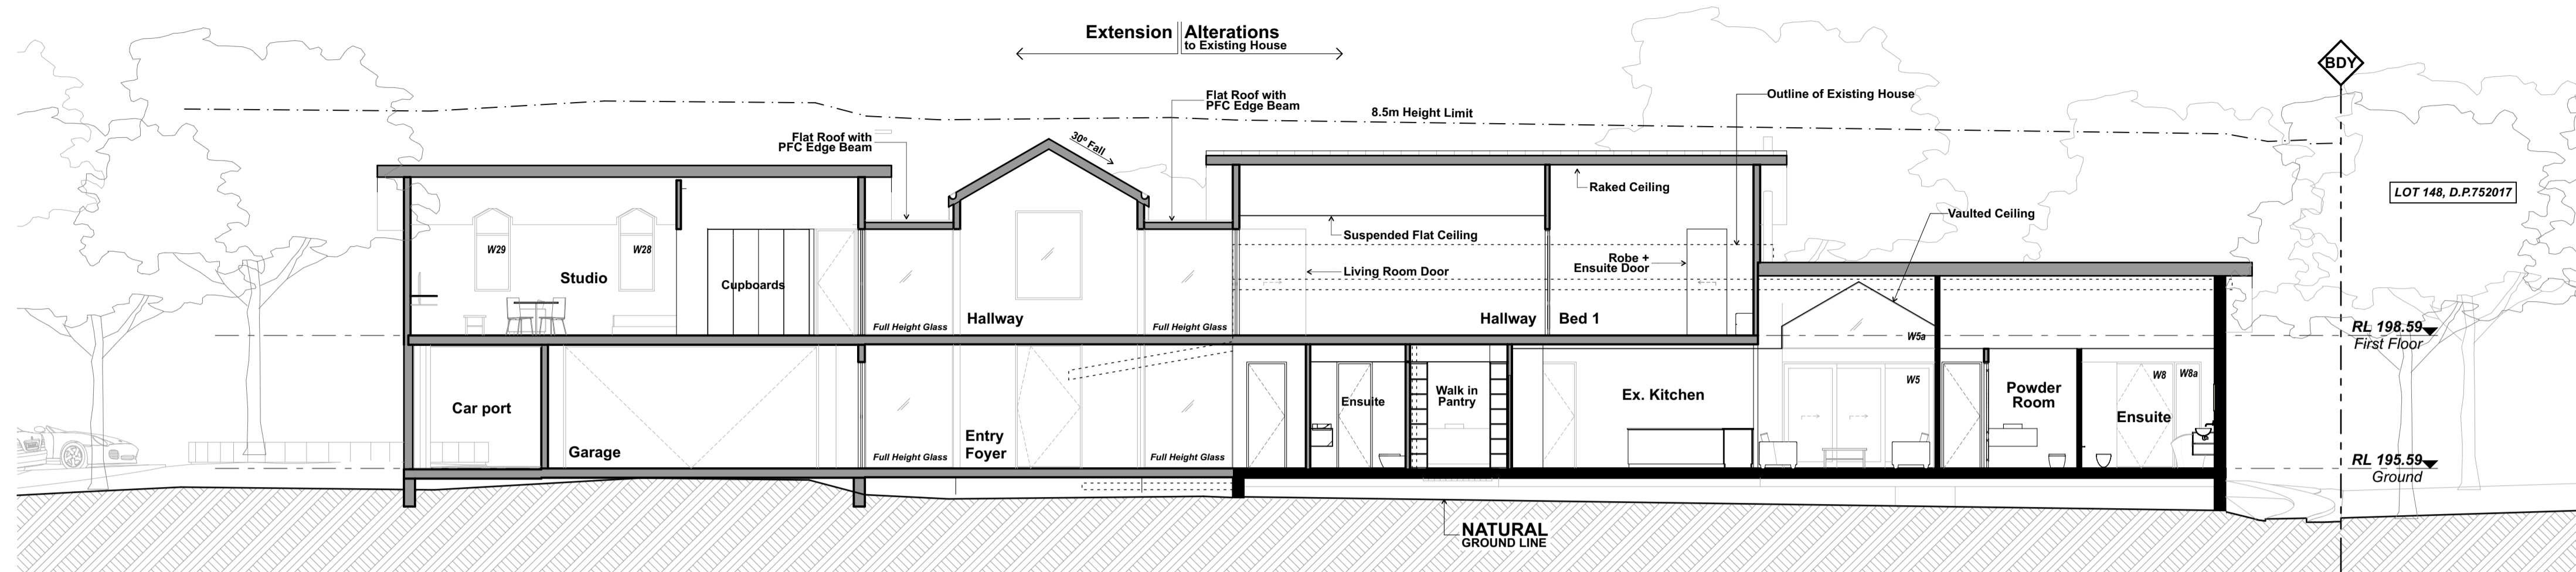 Extension
Alterations
to Existing House
BDY
Flat Roof with
PFC Edge Beam
Outline of Existing House
8.5m Height Limit
Flat Roof with
PFC Edge Beam
30º Fall
Raked Ceiling
LOT 148, D.P.752017
Vaulted Ceiling
Suspended Flat Ceiling
W29
W28
Studio
Cupboards
Living Room Door
Robe +
Ensuite Door
Full Height Glass
Hallway
Full Height Glass
Hallway
Bed 1
W5a
RL 198.59
First Floor
Car port
Garage
Entry
Foyer
Full Height Glass
Full Height Glass
Ensuite
Walk in
Pantry
Ex. Kitchen
W5
Powder
Room
W8
W8a
Ensuite
RL 195.59
Ground
NATURAL
GROUND LINE